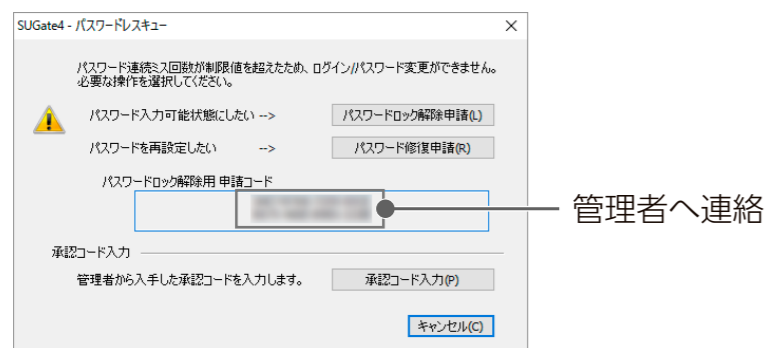 SUGate4 - パスワードレスキュー
パスワード連続ミス回数が制限値を超えたため、ログイン/パスワード変更ができません。
必要な操作を選択してください。
パスワード入力可能状態にしたい -->
パスワードロック解除申請(L)
パスワードを再設定したい -->
パスワード修復申請(R)
パスワードロック解除用 申請コード
管理者へ連絡
承認コード入力
管理者から入手した承認コードを入力します。
承認コード入力(P)
キャンセル(C)